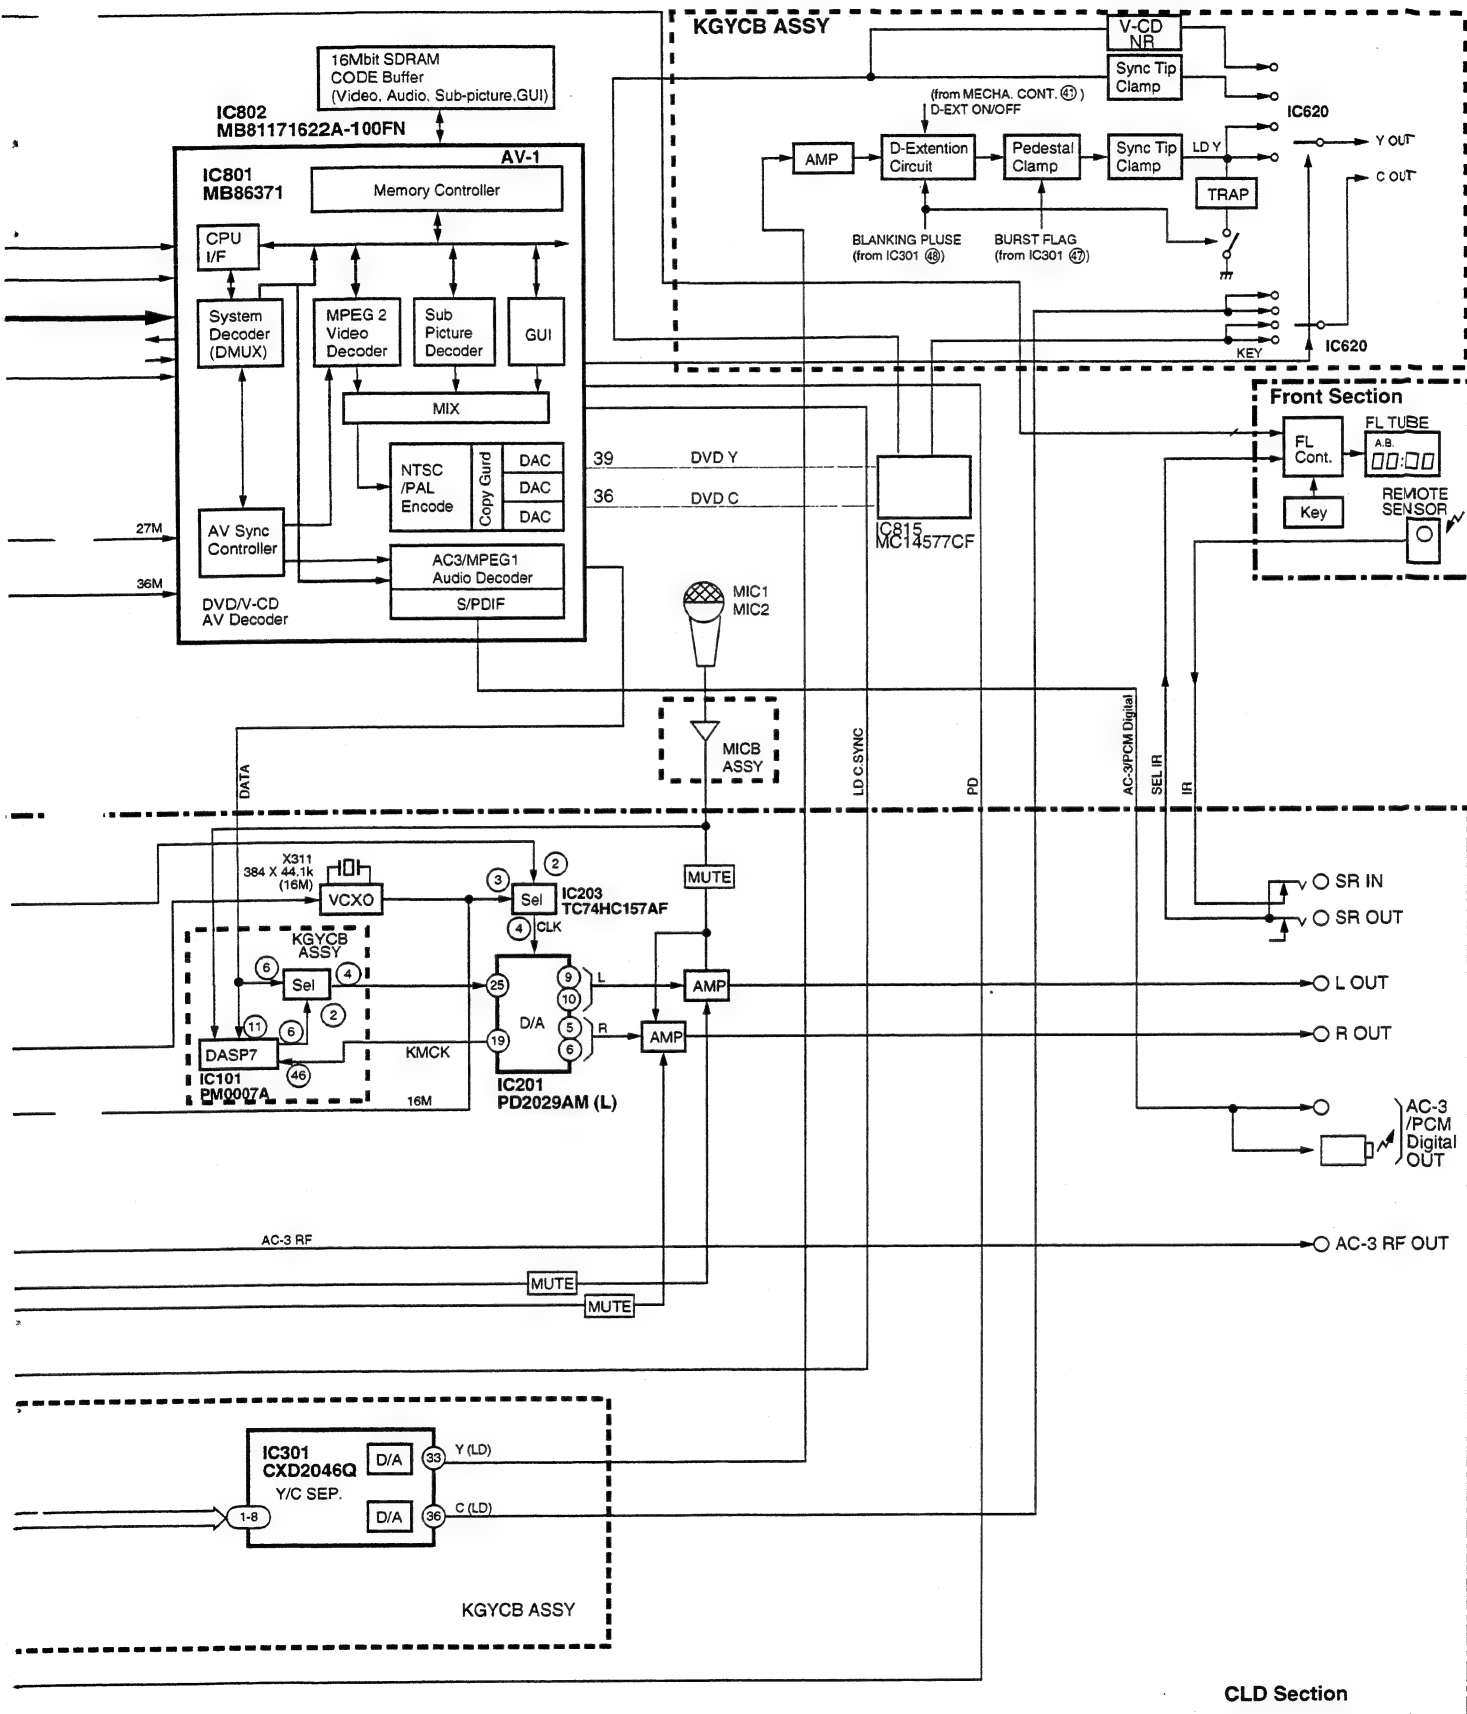 KGYCB ASSY
V-CD
NR
Sync Tip
Clamp
(from MECHA. CONT. 41)
D-EXT ON/OFF
IC620
AMP
D-Extention
Circuit
Pedestal
Clamp
Sync Tip
Clamp
LD Y
Y OUT
C OUT
TRAP
BLANKING PLUSE
(from IC301 48)
BURST FLAG
(from IC301 47)
KEY
IC620
16Mbit SDRAM
CODE Buffer
(Video, Audio, Sub-picture,GUI)
IC802
MB81171622A-100FN
AV-1
IC801
MB86371
Memory Controller
CPU
I/F
System
Decoder
(DMUX)
MPEG 2
Video
Decoder
Sub
Picture
Decoder
GUI
MIX
NTSC
/PAL
Encode
Copy Gurd
DAC
DAC
DAC
39
DVD Y
36
DVD C
IC815
MC14577CF
27M
AV Sync
Controller
AC3/MPEG1
Audio Decoder
S/PDIF
36M
DVD/V-CD
AV Decoder
Front Section
FL TUBE
FL
Cont.
A.B.
00:00
Key
REMOTE
SENSOR
MIC1
MIC2
MICB
ASSY
DATA
LD C.SYNC
PD
AC-3/PCM Digital
SEL IR
IR
X311
384 X 44.1k
(16M)
VCXO
3
2
Sel
IC203
TC74HC157AF
4
CLK
MUTE
SR IN
SR OUT
KGYCB
ASSY
6
Sel
4
2
11
6
DASP7
46
IC101
PM0007A
KMCK
16M
25
19
D/A
9
10
5
6
L
R
IC201
PD2029AM (L)
AMP
AMP
L OUT
R OUT
AC-3
/PCM
Digital
OUT
AC-3 RF
AC-3 RF OUT
MUTE
MUTE
IC301
CXD2046Q
Y/C SEP.
D/A
33
Y (LD)
1-8
D/A
36
C (LD)
KGYCB ASSY
CLD Section